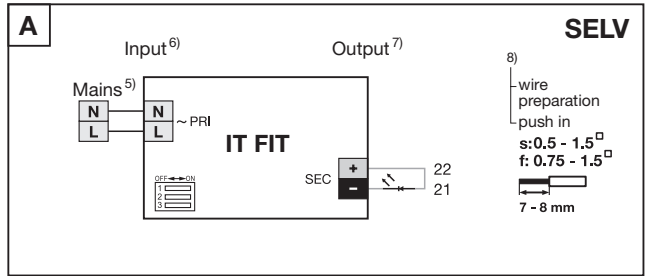 A
SELV
Input 6)
Output 7)
8)
Mains 5)
wire
preparation
push in
N N
~ PRI
L L
IT FIT
s:0.5 - 1.5□
f: 0.75 - 1.5□
+ 22
SEC
- 21
OFF◄►ON
1
2
3
7 - 8 mm